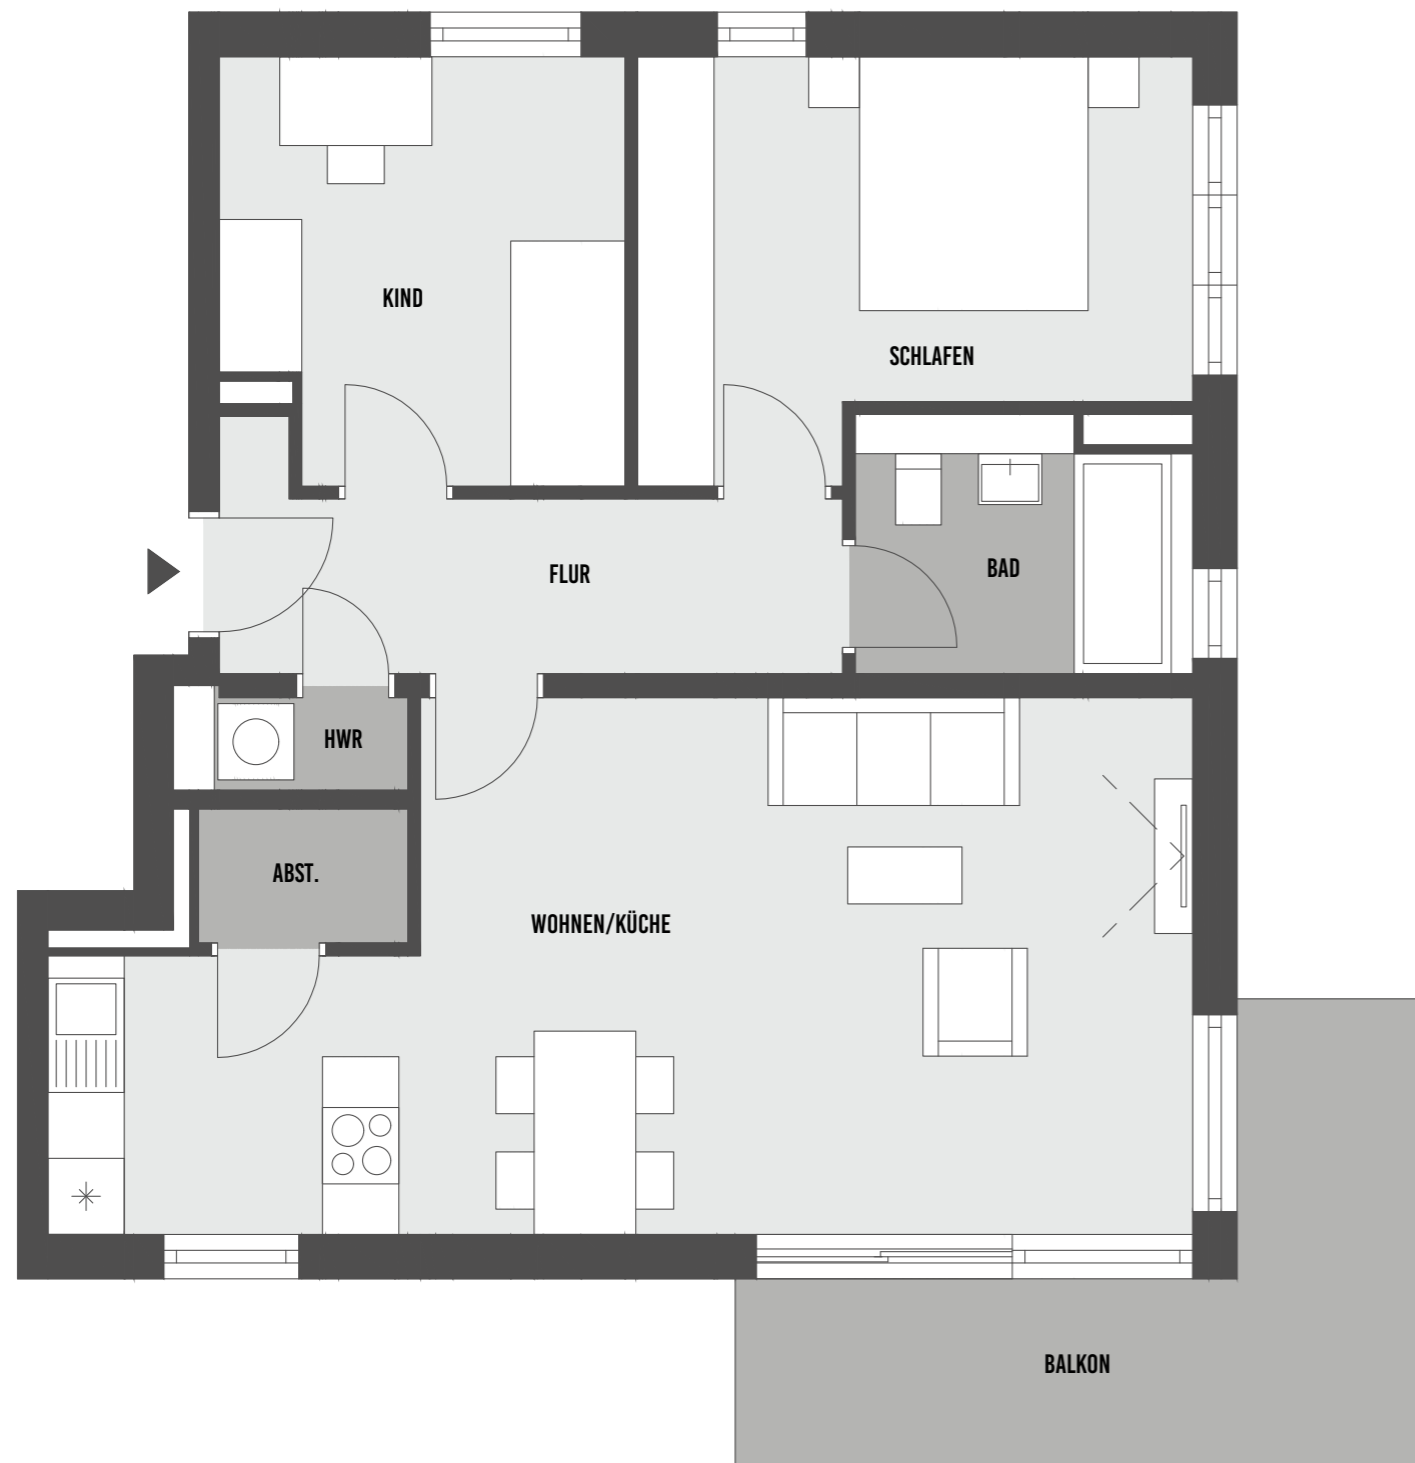 KIND
SCHLAFEN
FLUR
BAD
HWR
ABST.
WOHNEN/KÜCHE
BALKON